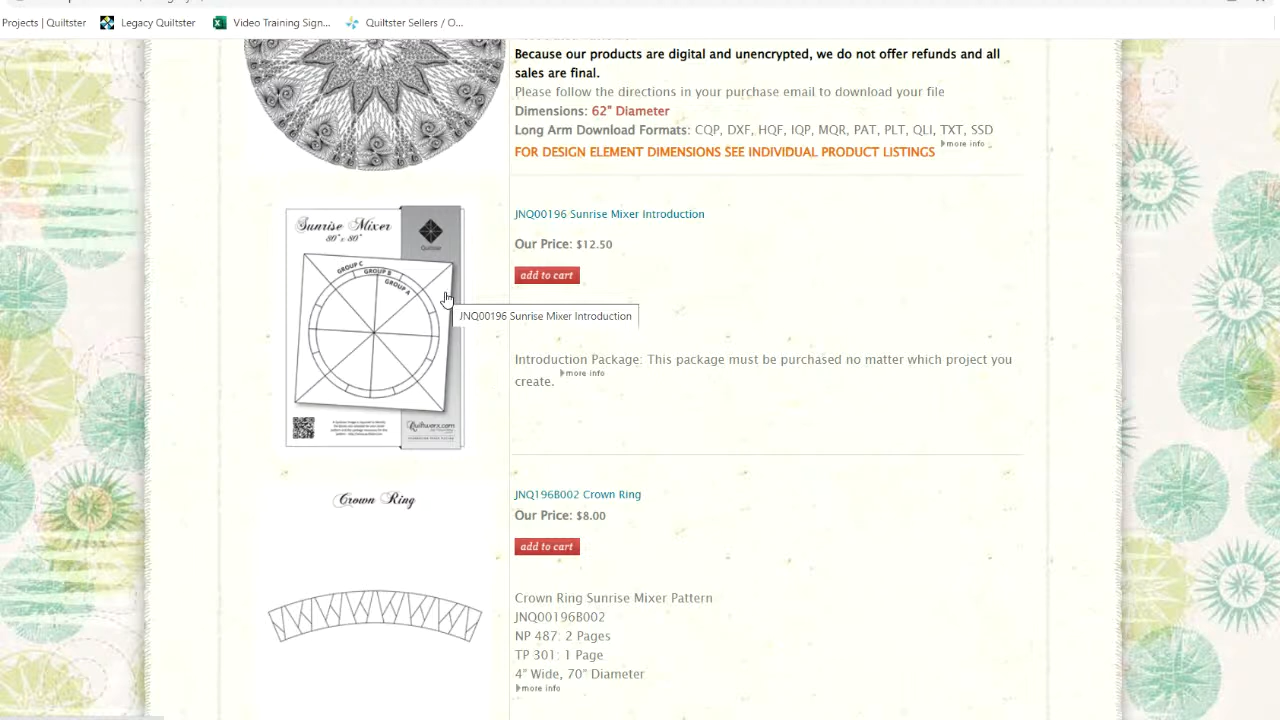 Projects | Quiltster
Legacy Quiltster
Video Training Sign...
Quiltster Sellers / O...
Because our products are digital and unencrypted, we do not offer refunds and all
sales are final.
Please follow the directions in your purchase email to download your file
Dimensions: 62" Diameter
Long Arm Download Formats: CQP, DXF, HQF, IQP, MQR, PAT, PLT, QLI, TXT, SSD
more info
FOR DESIGN ELEMENT DIMENSIONS SEE INDIVIDUAL PRODUCT LISTINGS
Sunrise Mixer
80" x 80"
Quiltster
GROUP C
GROUP B
GROUP A
Quiltworx.com
JNQ00196 Sunrise Mixer Introduction
Our Price: $12.50
add to cart
JNQ00196 Sunrise Mixer Introduction
Introduction Package: This package must be purchased no matter which project you
create.
more info
Crown Ring
JNQ196B002 Crown Ring
Our Price: $8.00
add to cart
Crown Ring Sunrise Mixer Pattern
JNQ00196B002
NP 487: 2 Pages
TP 301: 1 Page
4" Wide, 70" Diameter
more info